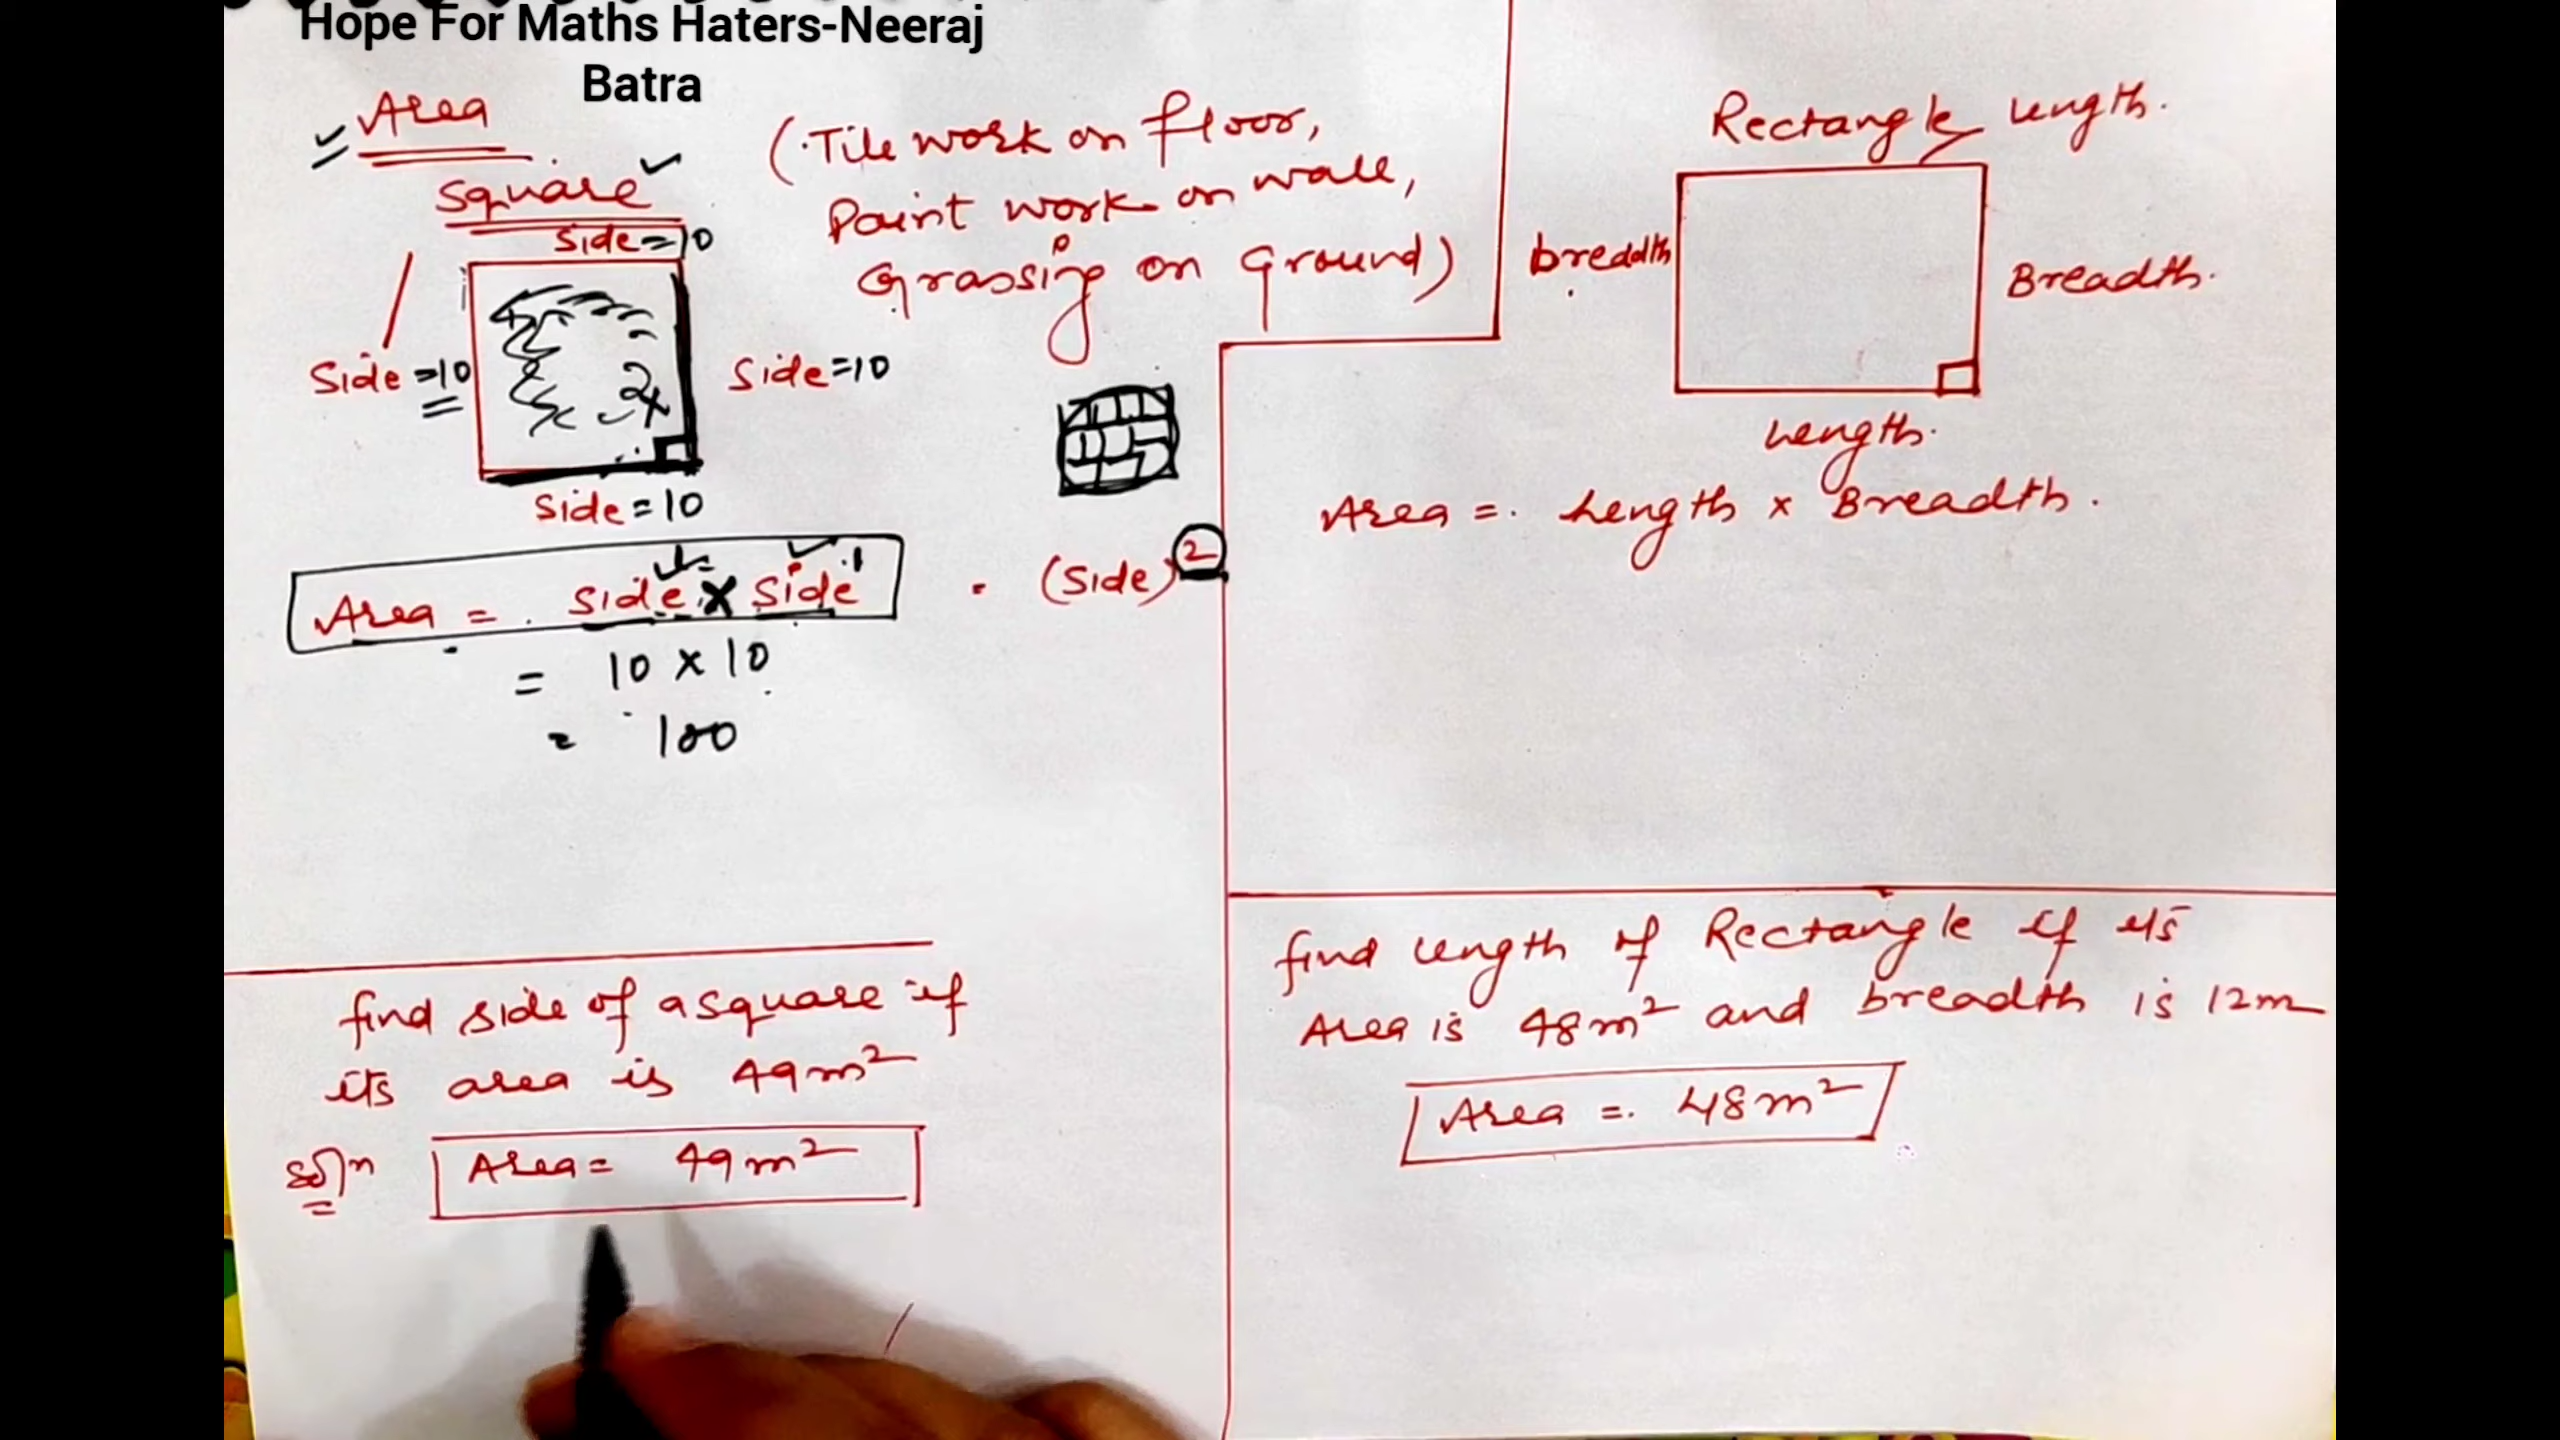 Hope For Maths Haters-Neeraj
Batra
Area
Square
(Tile work on floor,
Paint work on wall,
Grassing on Ground)
Side = 10
Side = 10
Side = 10
Side = 10
Area = Side × Side = (Side)²
= 10 × 10
= 100
Rectangle Length.
breadth
Breadth.
Length.
Area = Length × Breadth.
find side of a square if
its area is 49m²
Solⁿ
Area = 49m²
find length of Rectangle if its
Area is 48m² and breadth is 12m
Area = 48m²